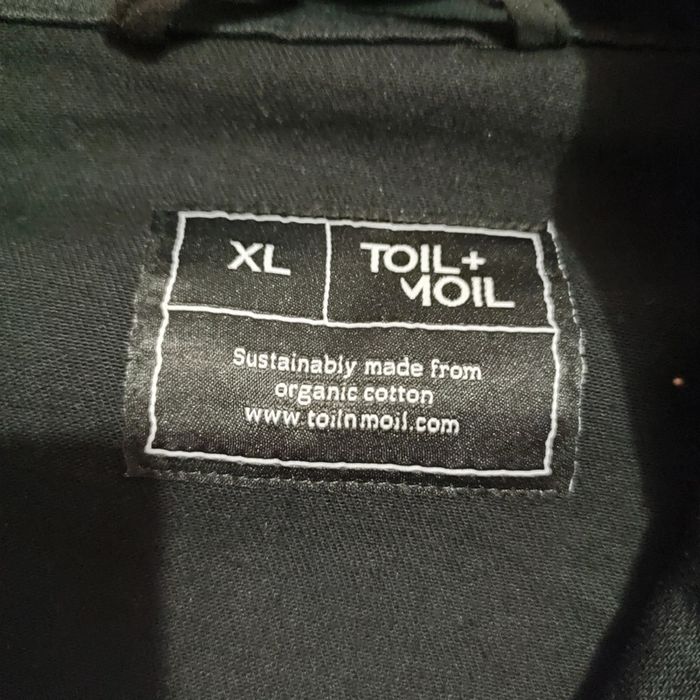 XL
TOIL+
MOIL
Sustainably made from
organic cotton
www.toilnmoil.com